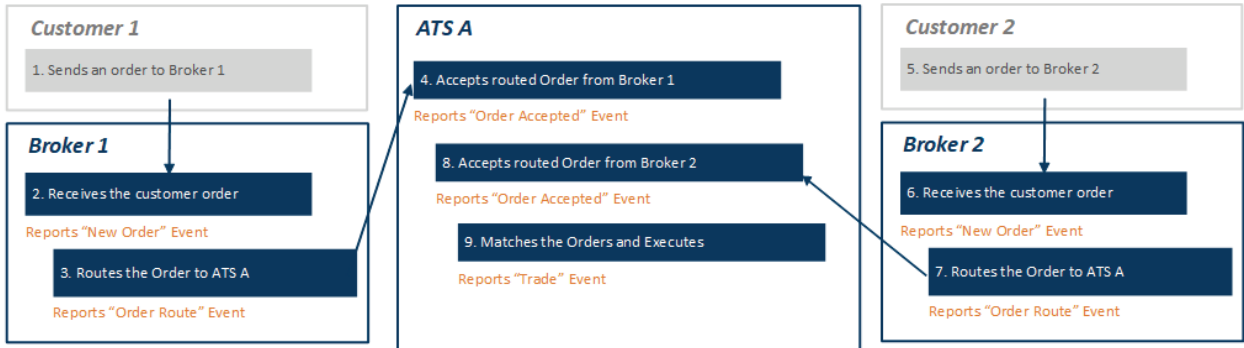 Customer 1
1. Sends an order to Broker 1
Broker 1
2. Receives the customer order
Reports “New Order” Event
3. Routes the Order to ATS A
Reports “Order Route” Event
ATS A
4. Accepts routed Order from Broker 1
Reports “Order Accepted” Event
8. Accepts routed Order from Broker 2
Reports “Order Accepted” Event
9. Matches the Orders and Executes
Reports “Trade” Event
Customer 2
5. Sends an order to Broker 2
Broker 2
6. Receives the customer order
Reports “New Order” Event
7. Routes the Order to ATS A
Reports “Order Route” Event